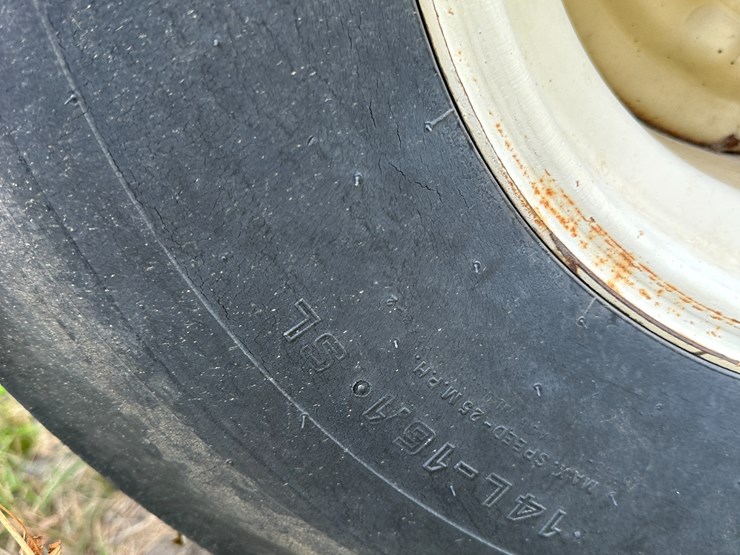 14L-16.1 SL
MAX. SPEED-25 M.P.H.